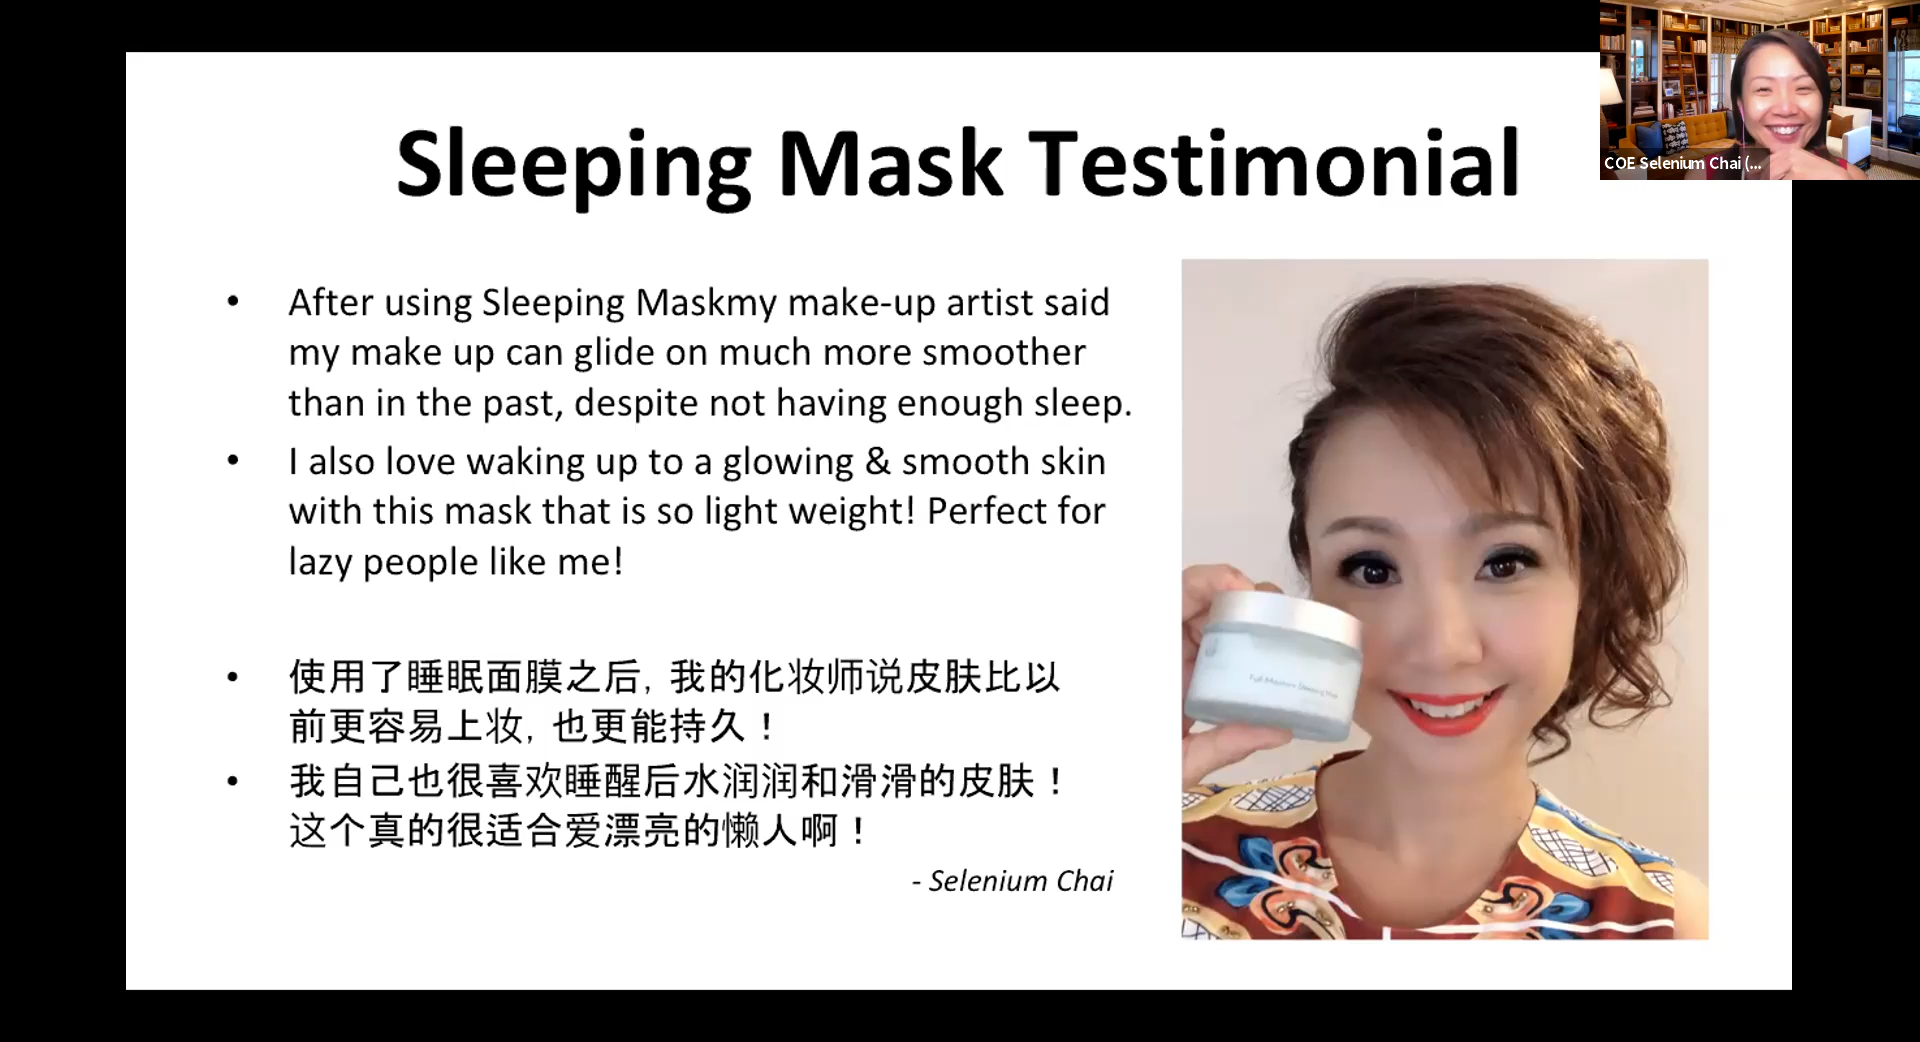 Sleeping Mask Testimonial
COE Selenium Chai (...
• After using Sleeping Maskmy make-up artist said
my make up can glide on much more smoother
than in the past, despite not having enough sleep.
• I also love waking up to a glowing & smooth skin
with this mask that is so light weight! Perfect for
lazy people like me!
• 使用了睡眠面膜之后, 我的化妆师说皮肤比以
前更容易上妆, 也更能持久！
• 我自己也很喜欢睡醒后水润润和滑滑的皮肤！
这个真的很适合爱漂亮的懒人啊！
- Selenium Chai
Full-Moisture Sleeping Mask